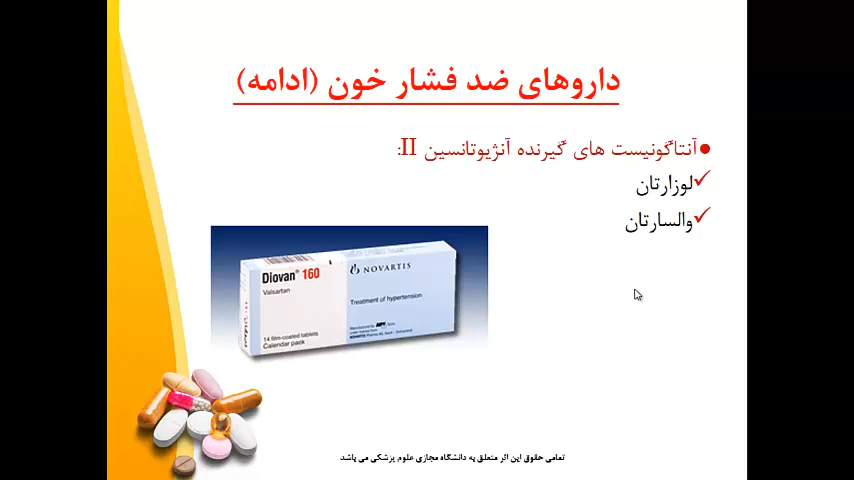 داروهای ضد فشار خون (ادامه)
آنتاگونیست های گیرنده آنژیوتانسین II:
لوزارتان
والسارتان
Diovan® 160
Valsartan
14 film-coated tablets
Calendar pack
NOVARTIS
Treatment of hypertension
تمامی حقوق این اثر متعلق به دانشگاه مجازی علوم پزشکی می باشد